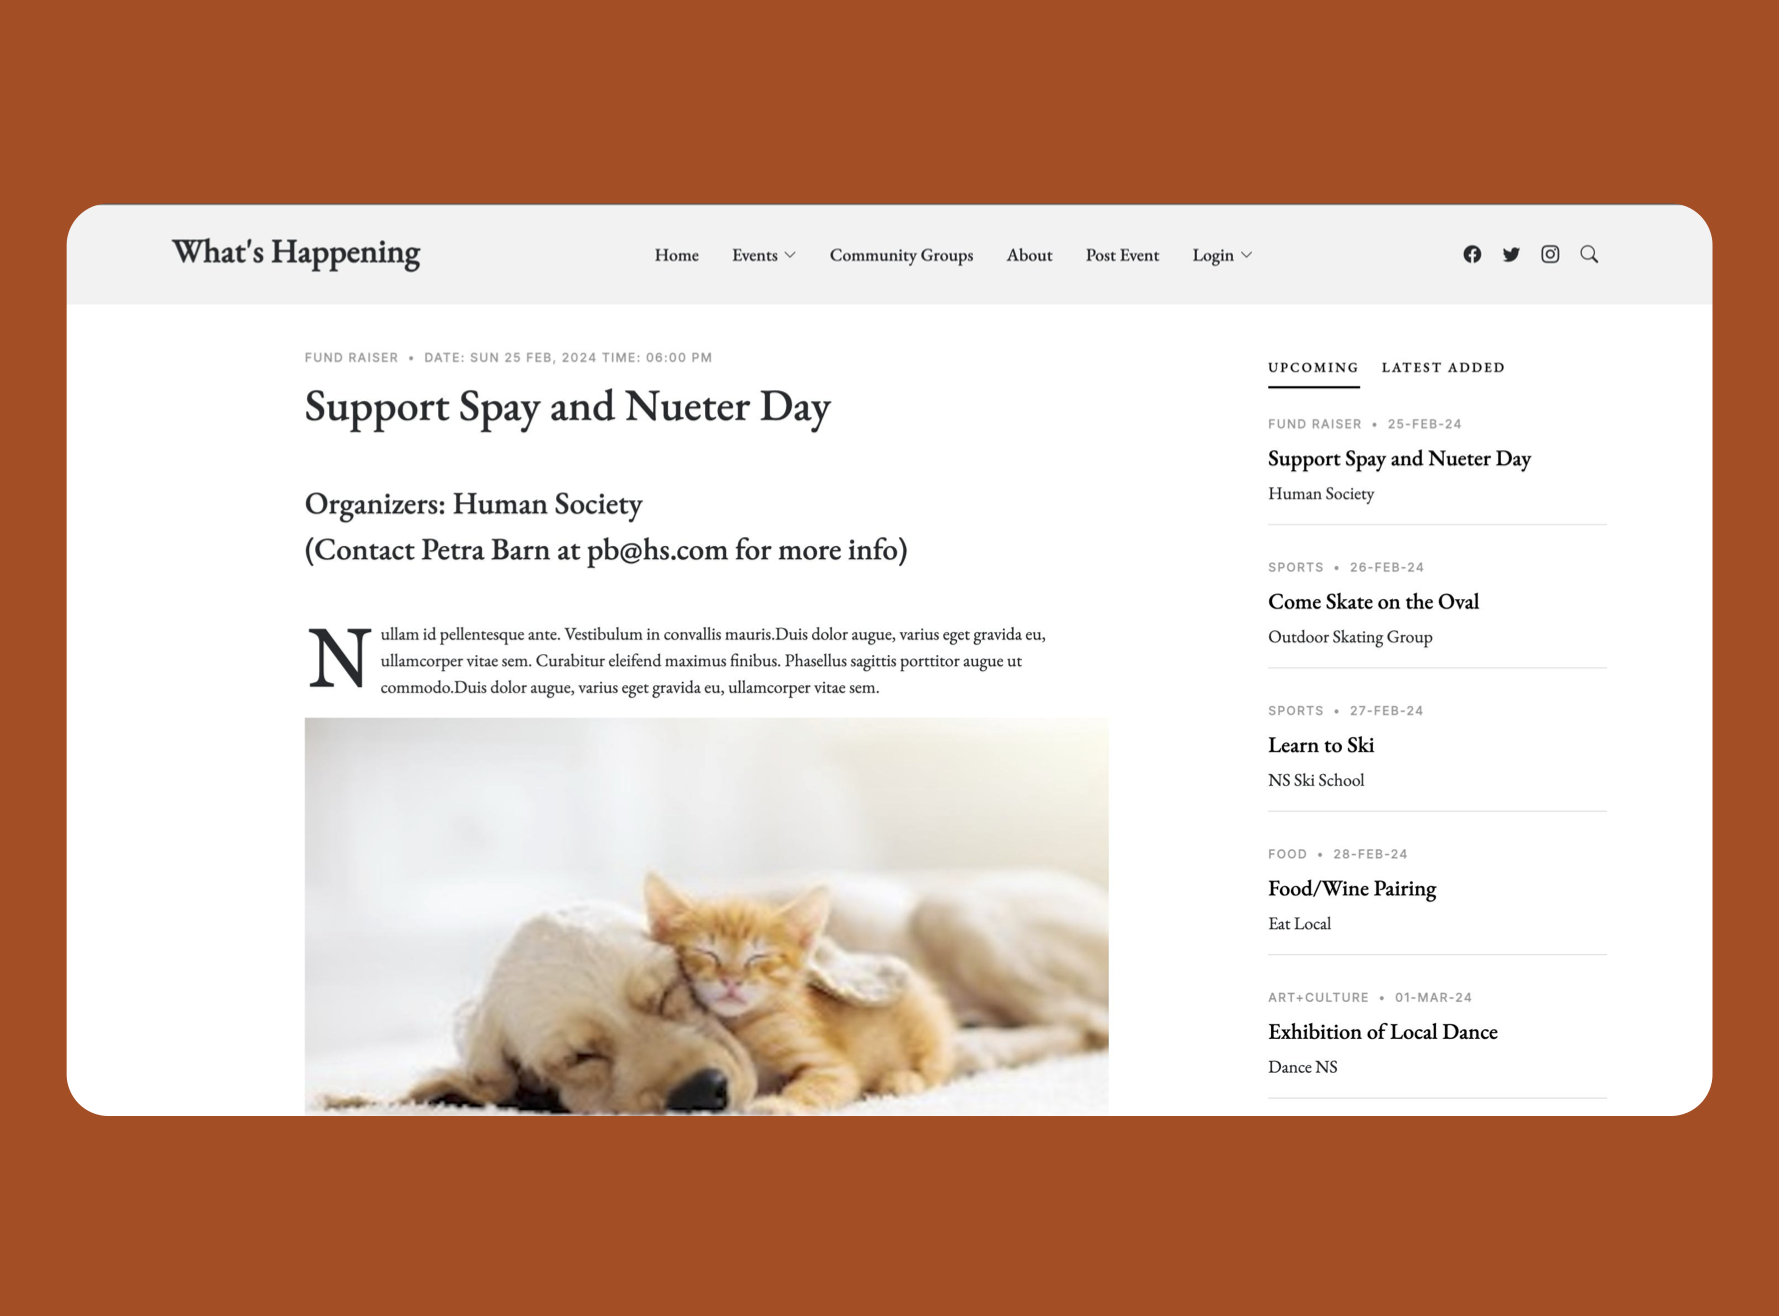 What's Happening
Home Events Community Groups About Post Event Login
FUND RAISER • DATE: SUN 25 FEB, 2024 TIME: 06:00 PM
Support Spay and Nueter Day
Organizers: Human Society
(Contact Petra Barn at pb@hs.com for more info)
Nullam id pellentesque ante. Vestibulum in convallis mauris.Duis dolor augue, varius eget gravida eu,
ullamcorper vitae sem. Curabitur eleifend maximus finibus. Phasellus sagittis porttitor augue ut
commodo.Duis dolor augue, varius eget gravida eu, ullamcorper vitae sem.
UPCOMING LATEST ADDED
FUND RAISER • 25-FEB-24
Support Spay and Nueter Day
Human Society
SPORTS • 26-FEB-24
Come Skate on the Oval
Outdoor Skating Group
SPORTS • 27-FEB-24
Learn to Ski
NS Ski School
FOOD • 28-FEB-24
Food/Wine Pairing
Eat Local
ART+CULTURE • 01-MAR-24
Exhibition of Local Dance
Dance NS